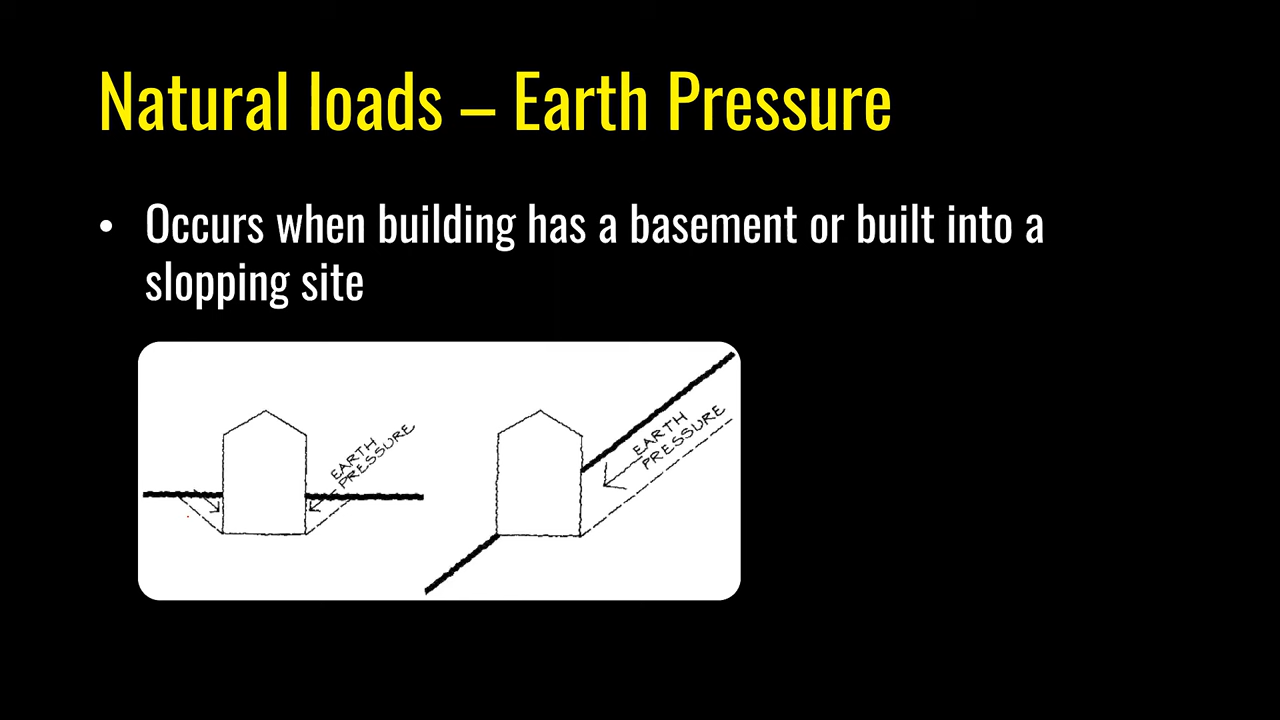 Natural loads – Earth Pressure
• Occurs when building has a basement or built into a
slopping site
EARTH
PRESSURE
EARTH
PRESSURE